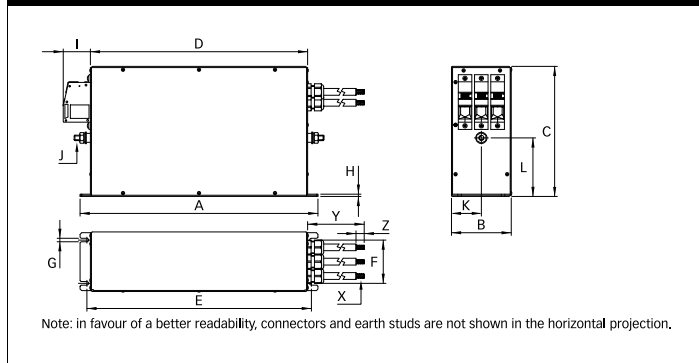 I
D
J
H
A
Y
Z
C
L
K
B
G
F
E
X
Note: in favour of a better readability, connectors and earth studs are not shown in the horizontal projection.